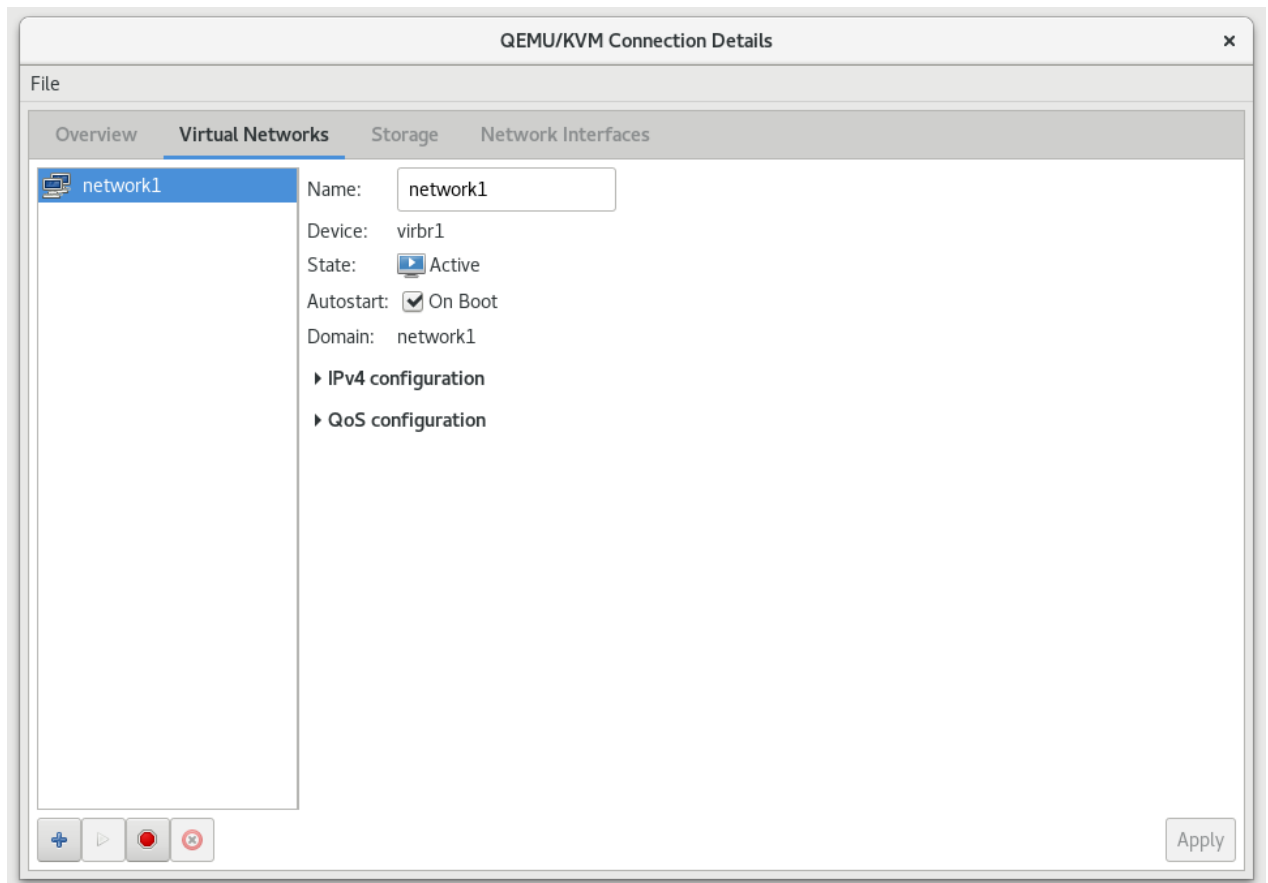 QEMU/KVM Connection Details
File
Overview Virtual Networks Storage Network Interfaces
network1
Name: network1
Device: virbr1
State: Active
Autostart: On Boot
Domain: network1
IPv4 configuration
QoS configuration
Apply